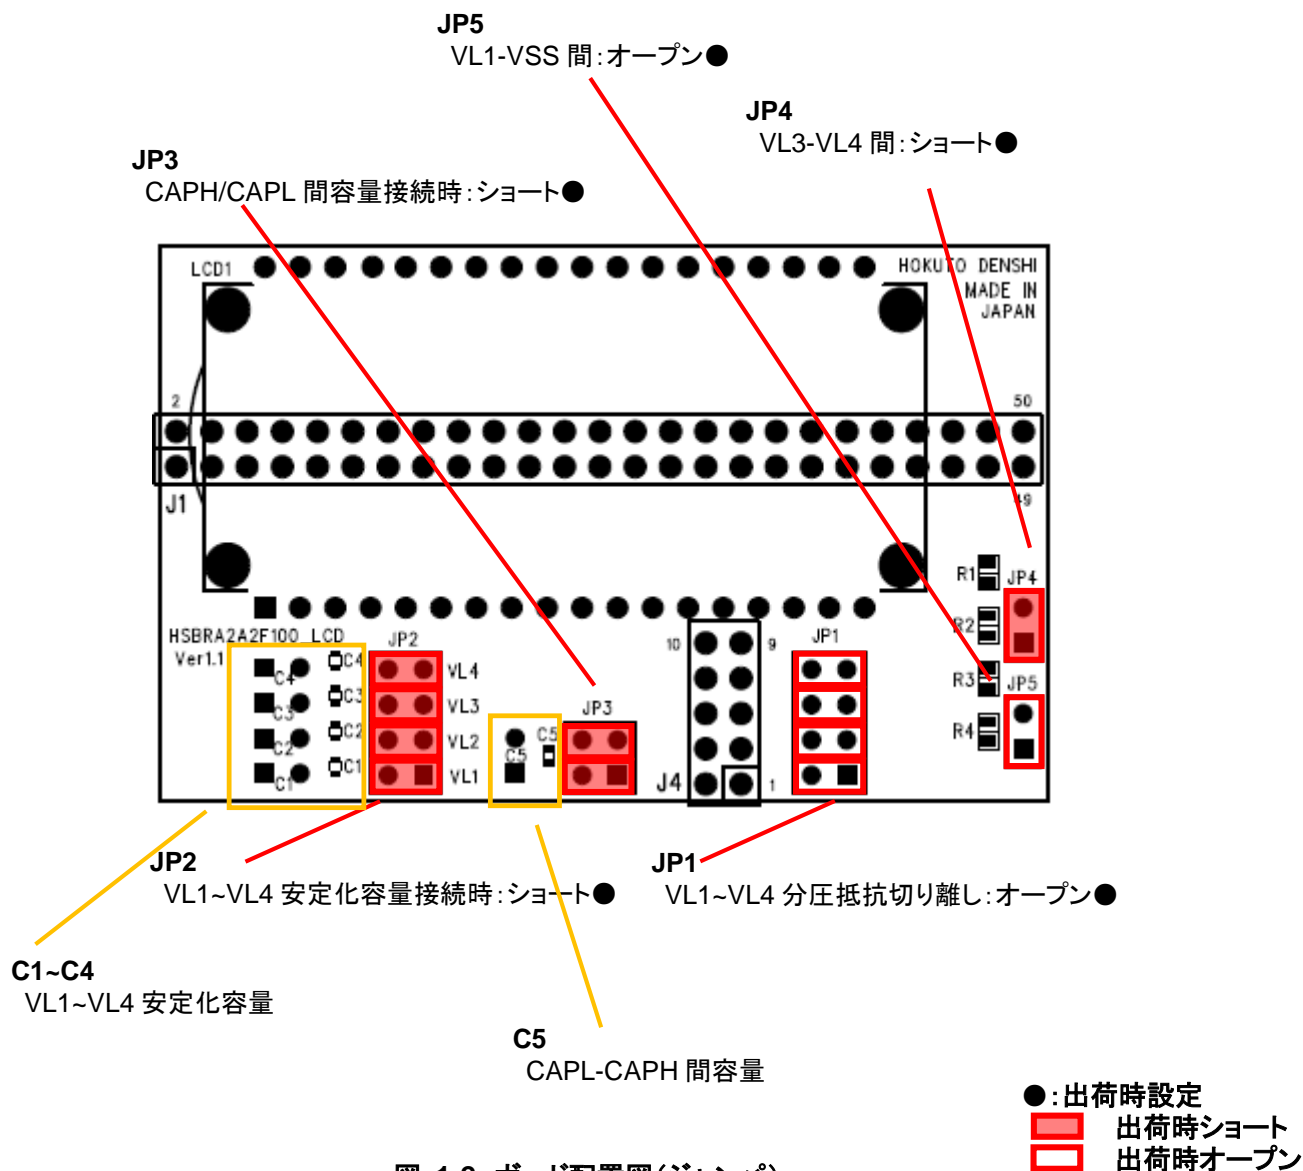 JP5
VL1-VSS 間:オープン●
JP4
VL3-VL4 間:ショート●
JP3
CAPH/CAPL 間容量接続時:ショート●
LCD1
HOKUTO DENSHI
MADE IN
JAPAN
2
50
J1
49
R1
JP4
HSBRA2A2F100 LCD
Ver1.1
JP2
10
9
JP1
R2
C4
C4
VL4
R3
JP5
C3
C3
VL3
JP3
C2
C2
VL2
C5
C5
R4
C1
C1
VL1
J4
1
JP2
VL1~VL4 安定化容量接続時:ショート●
JP1
VL1~VL4 分圧抵抗切り離し:オープン●
C1~C4
VL1~VL4 安定化容量
C5
CAPL-CAPH 間容量
●:出荷時設定
出荷時ショート
出荷時オープン